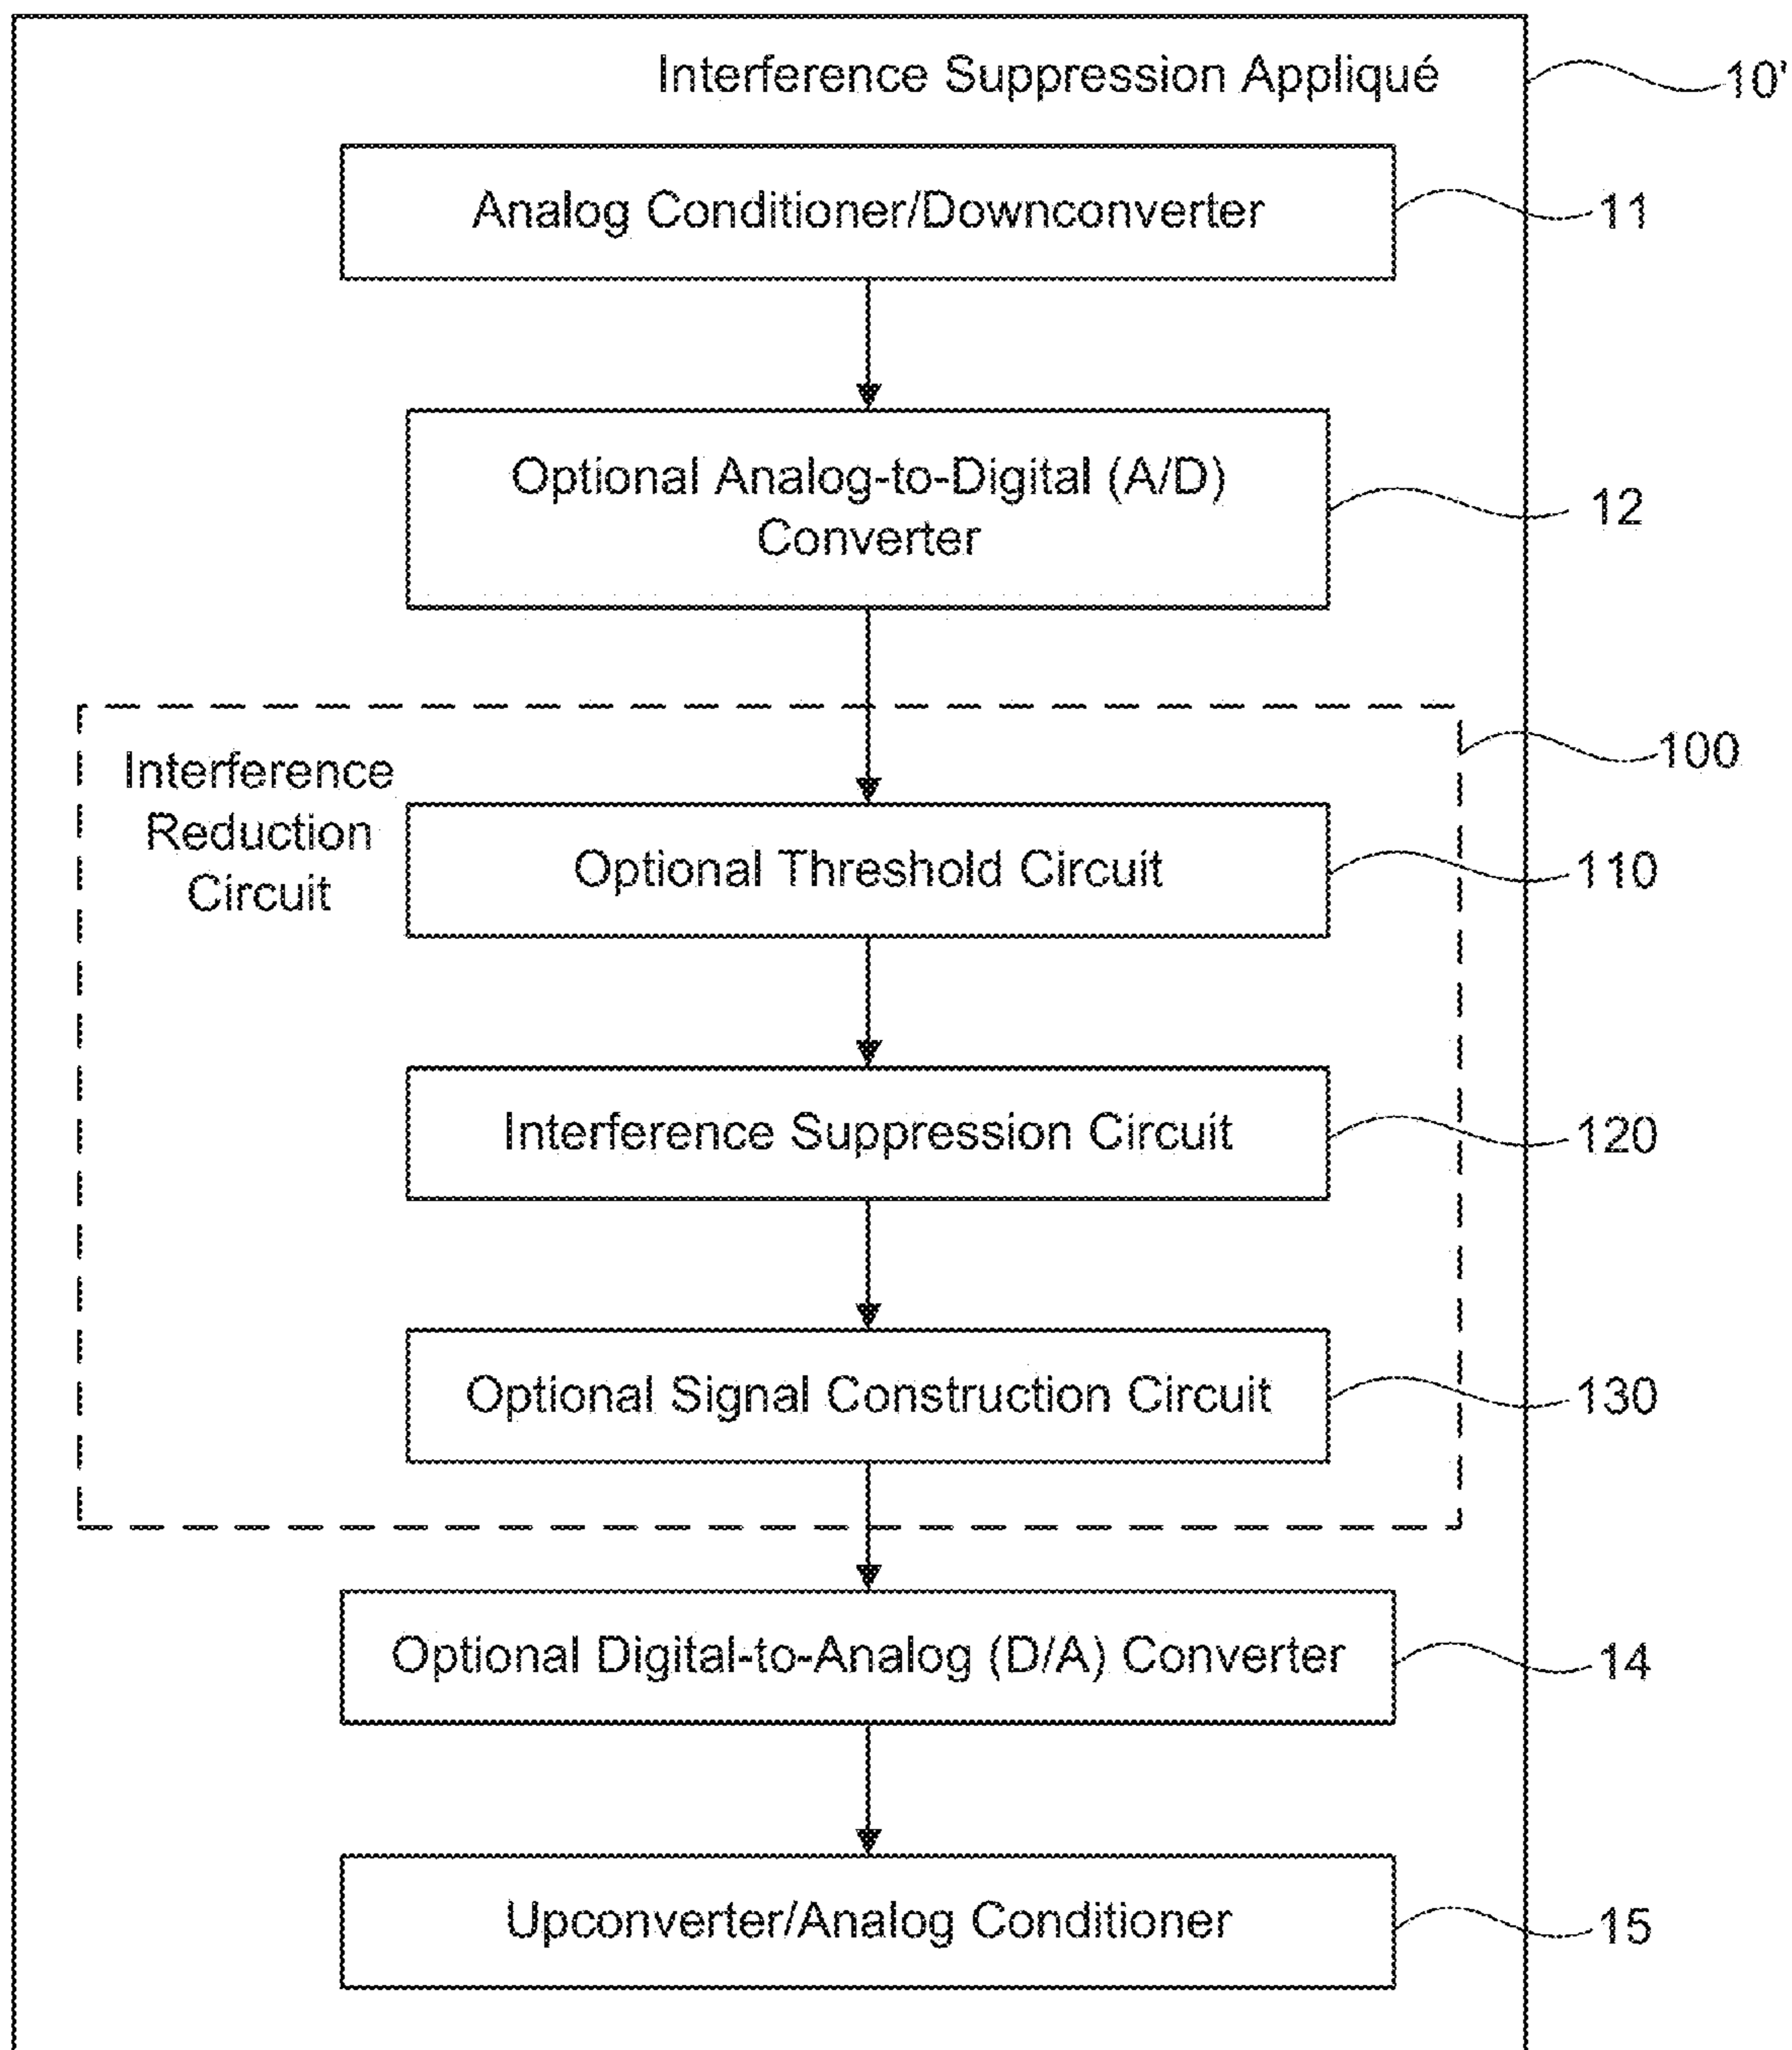 Interference Suppression Appliqué
10'
Analog Conditioner/Downconverter
11
Optional Analog-to-Digital (A/D)
Converter
12
Interference
Reduction
Circuit
100
Optional Threshold Circuit
110
Interference Suppression Circuit
120
Optional Signal Construction Circuit
130
Optional Digital-to-Analog (D/A) Converter
14
Upconverter/Analog Conditioner
15